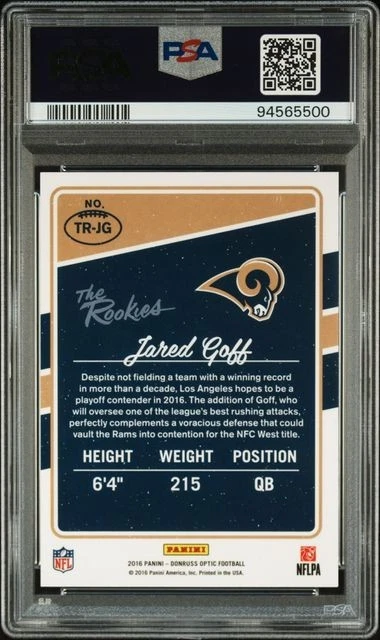 PSA
94565500
NO.
TR-JG
The
Rookies
Jared Goff
Despite not fielding a team with a winning record
in more than a decade, Los Angeles hopes to be a
playoff contender in 2016. The addition of Goff, who
will oversee one of the league's best rushing attacks,
perfectly complements a voracious defense that could
vault the Rams into contention for the NFC West title.
HEIGHT WEIGHT POSITION
6'4" 215 QB
PANINI
NFL
NFLPA
2016 PANINI – DONRUSS OPTIC FOOTBALL
© 2016 Panini America, Inc. Printed in the USA.